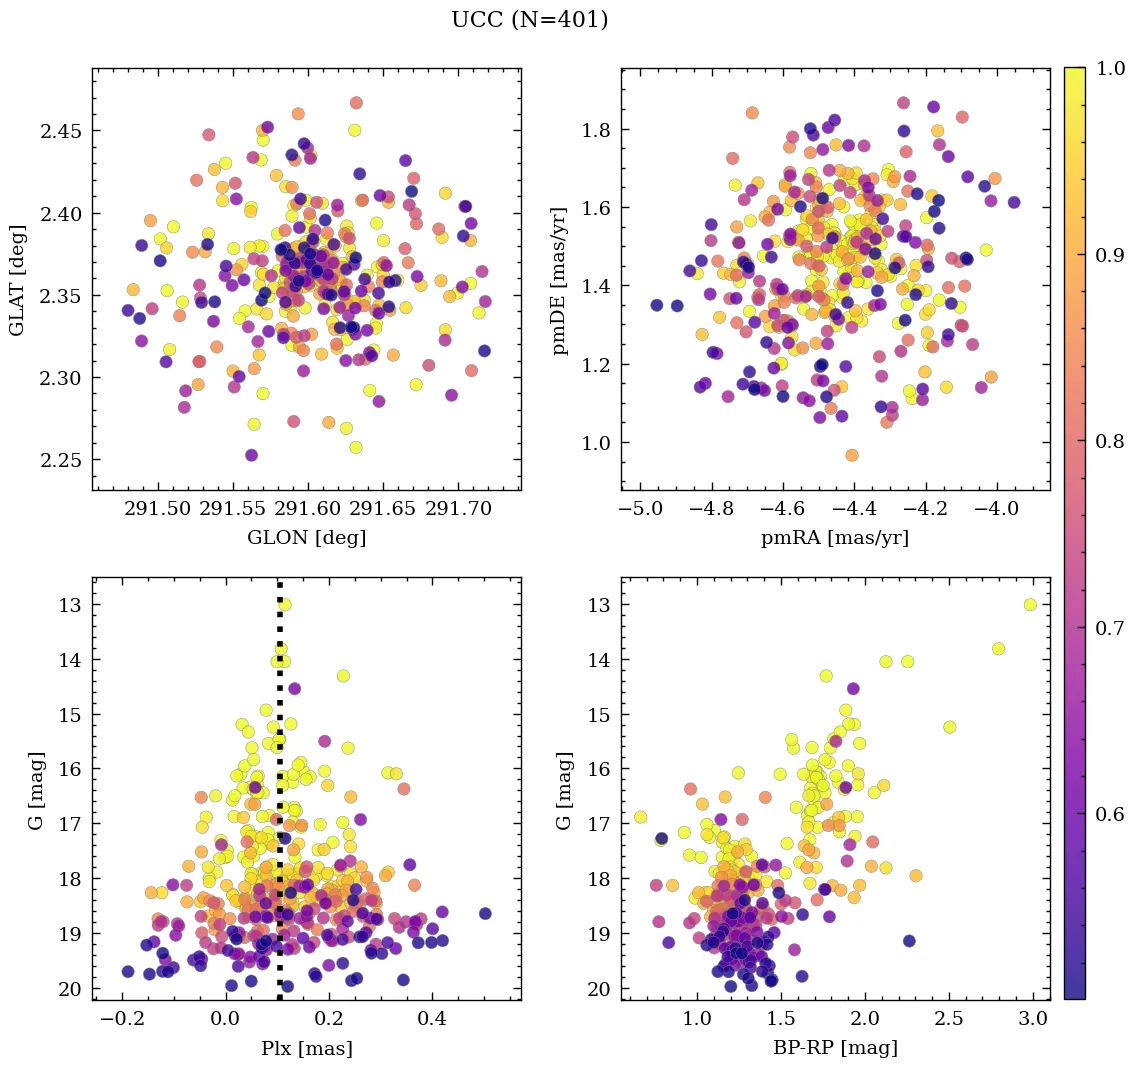 UCC (N=401)
2.45
2.40
2.35
2.30
2.25
GLAT [deg]
291.50 291.55 291.60 291.65 291.70
GLON [deg]
1.8
1.6
1.4
1.2
1.0
pmDE [mas/yr]
−5.0 −4.8 −4.6 −4.4 −4.2 −4.0
pmRA [mas/yr]
1.0
0.9
0.8
0.7
0.6
13
14
15
16
17
18
19
20
G [mag]
−0.2 0.0 0.2 0.4
Plx [mas]
13
14
15
16
17
18
19
20
G [mag]
1.0 1.5 2.0 2.5 3.0
BP-RP [mag]